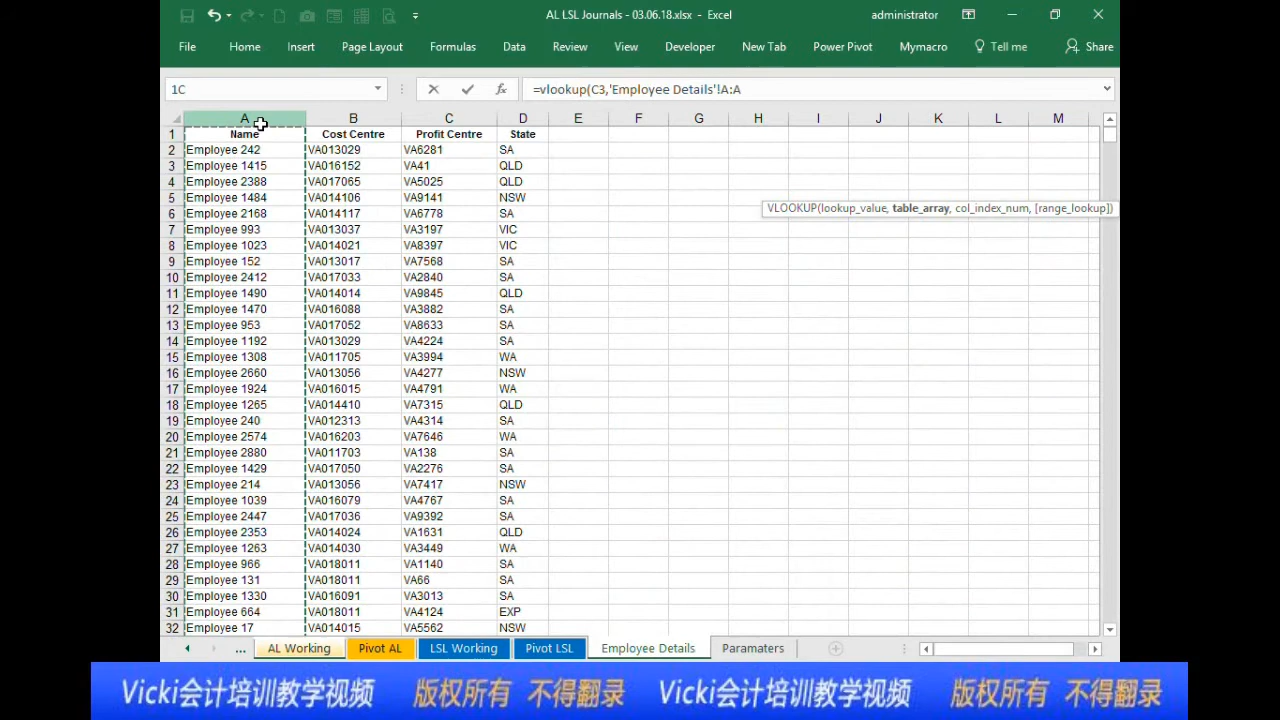 AL LSL Journals - 03.06.18.xlsx - Excel administrator
File Home Insert Page Layout Formulas Data Review View Developer New Tab Power Pivot Mymacro Tell me Share
1C fx =vlookup(C3,'Employee Details'!A:A
A B C D E F G H I J K L M
1 Name Cost Centre Profit Centre State
2 Employee 242 VA013029 VA6281 SA
3 Employee 1415 VA016152 VA41 QLD
4 Employee 2388 VA017065 VA5025 QLD
5 Employee 1484 VA014106 VA9141 NSW
6 Employee 2168 VA014117 VA6778 SA
VLOOKUP(lookup_value, table_array, col_index_num, [range_lookup])
7 Employee 993 VA013037 VA3197 VIC
8 Employee 1023 VA014021 VA8397 VIC
9 Employee 152 VA013017 VA7568 SA
10 Employee 2412 VA017033 VA2840 SA
11 Employee 1490 VA014014 VA9845 QLD
12 Employee 1470 VA016088 VA3882 SA
13 Employee 953 VA017052 VA8633 SA
14 Employee 1192 VA013029 VA4224 SA
15 Employee 1308 VA011705 VA3994 WA
16 Employee 2660 VA013056 VA4277 NSW
17 Employee 1924 VA016015 VA4791 WA
18 Employee 1265 VA014410 VA7315 QLD
19 Employee 240 VA012313 VA4314 SA
20 Employee 2574 VA016203 VA7646 WA
21 Employee 2880 VA011703 VA138 SA
22 Employee 1429 VA017050 VA2276 SA
23 Employee 214 VA013056 VA7417 NSW
24 Employee 1039 VA016079 VA4767 SA
25 Employee 2447 VA017036 VA9392 SA
26 Employee 2353 VA014024 VA1631 QLD
27 Employee 1263 VA014030 VA3449 WA
28 Employee 966 VA018011 VA1140 SA
29 Employee 131 VA018011 VA66 SA
30 Employee 1330 VA016091 VA3013 SA
31 Employee 664 VA018011 VA4124 EXP
32 Employee 17 VA014015 VA5562 NSW
... AL Working Pivot AL LSL Working Pivot LSL Employee Details Paramaters
Vicki会计培训教学视频 版权所有 不得翻录 Vicki会计培训教学视频 版权所有 不得翻录